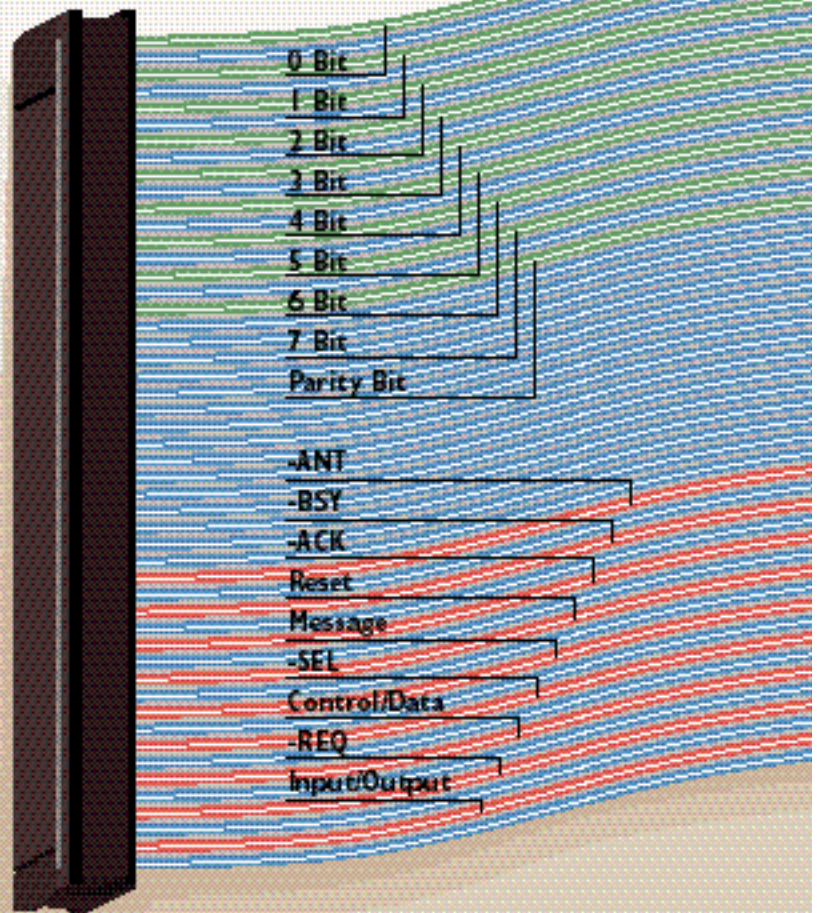 0 Bit
1 Bit
2 Bit
3 Bit
4 Bit
5 Bit
6 Bit
7 Bit
Parity Bit
-ANT
-BSY
-ACK
Reset
Message
-SEL
Control/Data
-REQ
Input/Output